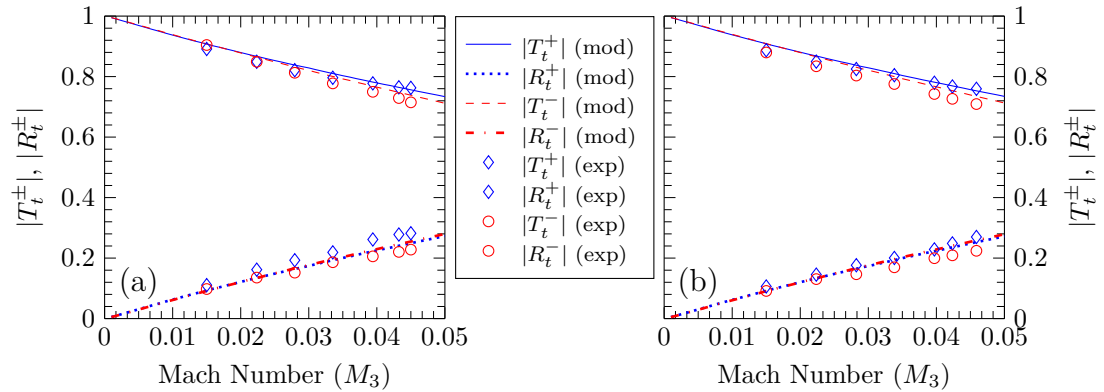 1
0.8
0.6
0.4
0.2
0
|T_t^±|, |R_t^±|
(a)
0 0.01 0.02 0.03 0.04 0.05
Mach Number (M_3)
|T_t^+| (mod)
|R_t^+| (mod)
|T_t^-| (mod)
|R_t^-| (mod)
|T_t^+| (exp)
|R_t^+| (exp)
|T_t^-| (exp)
|R_t^-| (exp)
(b)
0 0.01 0.02 0.03 0.04 0.05
Mach Number (M_3)
1
0.8
0.6
0.4
0.2
0
|T_t^±|, |R_t^±|